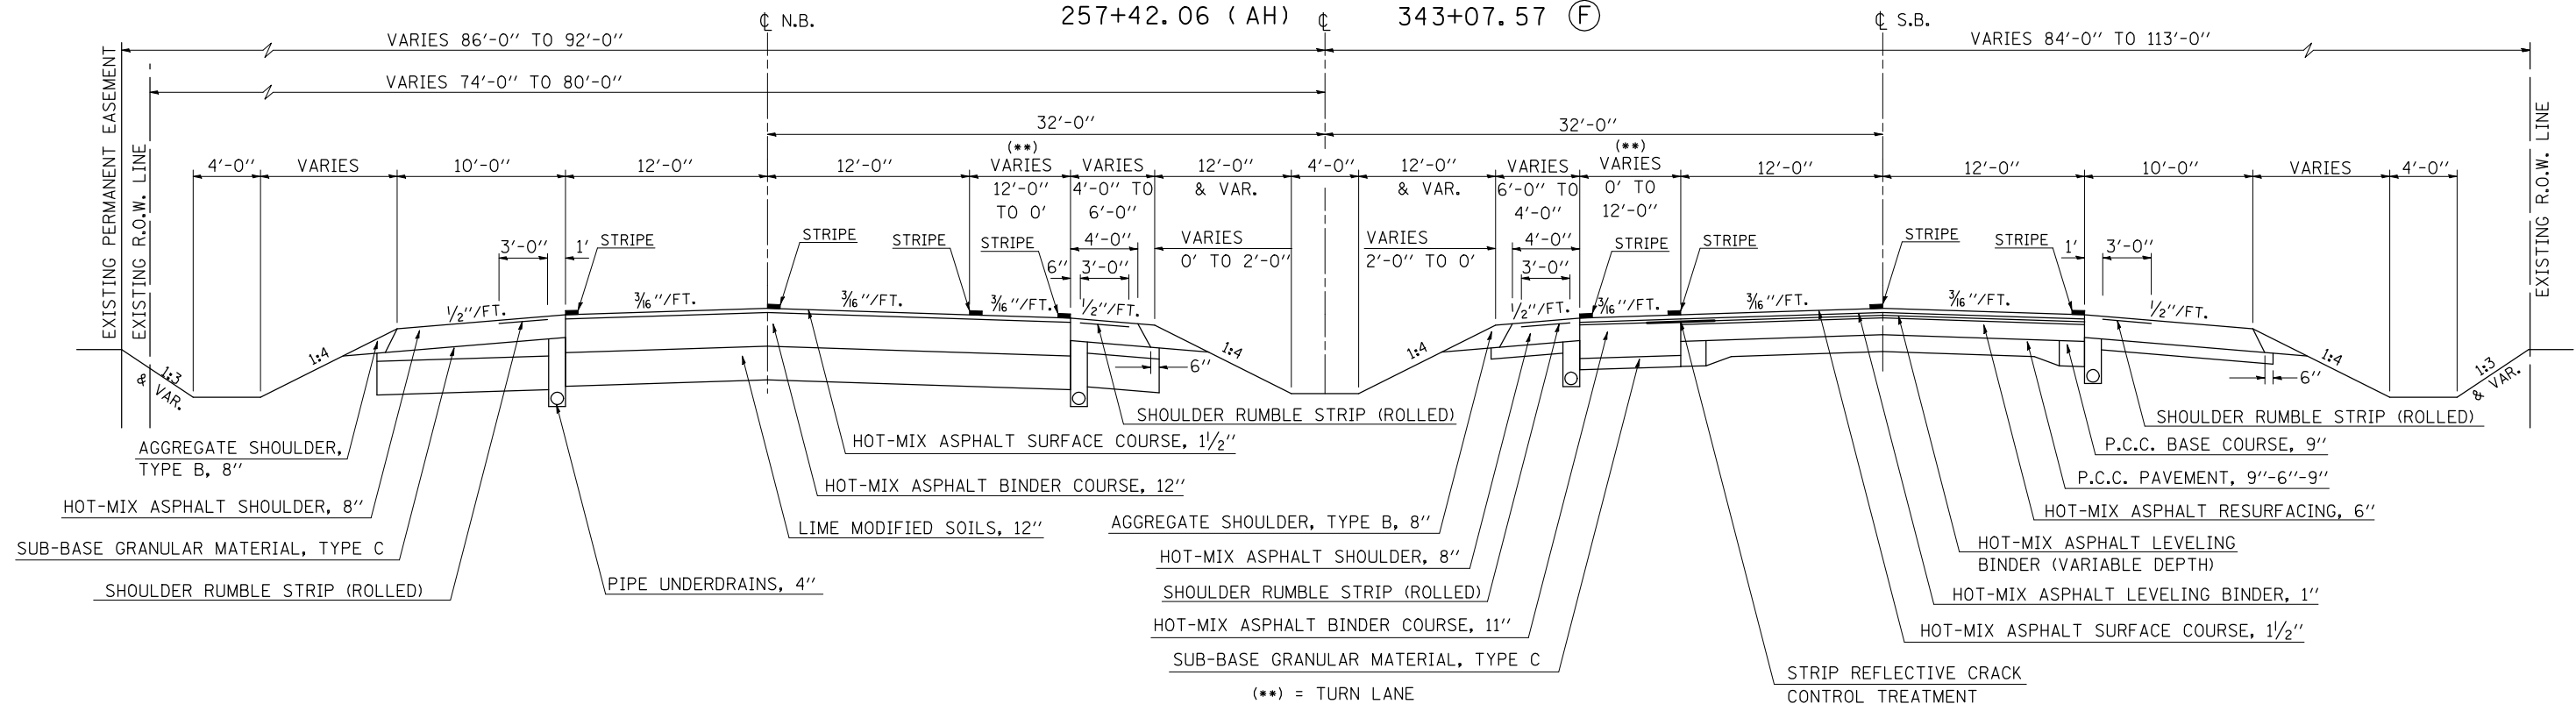 257+42.06 (AH) ℄ 343+07.57 Ⓕ
℄ N.B.
℄ S.B.
VARIES 86'-0" TO 92'-0"
VARIES 84'-0" TO 113'-0"
VARIES 74'-0" TO 80'-0"
EXISTING PERMANENT EASEMENT
EXISTING R.O.W. LINE
32'-0"
32'-0"
EXISTING R.O.W. LINE
4'-0"
VARIES
10'-0"
12'-0"
12'-0"
(**)
VARIES
12'-0"
TO 0'
VARIES
4'-0" TO
6'-0"
12'-0"
& VAR.
4'-0"
12'-0"
& VAR.
VARIES
6'-0" TO
4'-0"
(**)
VARIES
0' TO
12'-0"
12'-0"
12'-0"
10'-0"
VARIES
4'-0"
3'-0"
1'
STRIPE
STRIPE
STRIPE
STRIPE
4'-0"
6"
3'-0"
VARIES
0' TO 2'-0"
VARIES
2'-0" TO 0'
4'-0"
3'-0"
STRIPE
STRIPE
STRIPE
STRIPE
1'
3'-0"
1/2"/FT.
3/16"/FT.
3/16"/FT.
3/16"/FT.
1/2"/FT.
1/2"/FT.
3/16"/FT.
3/16"/FT.
3/16"/FT.
1/2"/FT.
1:3
& VAR.
1:4
1:4
6"
1:4
1:4
6"
1:3
& VAR.
AGGREGATE SHOULDER,
TYPE B, 8"
HOT-MIX ASPHALT SHOULDER, 8"
SUB-BASE GRANULAR MATERIAL, TYPE C
SHOULDER RUMBLE STRIP (ROLLED)
PIPE UNDERDRAINS, 4"
SHOULDER RUMBLE STRIP (ROLLED)
HOT-MIX ASPHALT SURFACE COURSE, 1 1/2"
HOT-MIX ASPHALT BINDER COURSE, 12"
LIME MODIFIED SOILS, 12"
AGGREGATE SHOULDER, TYPE B, 8"
HOT-MIX ASPHALT SHOULDER, 8"
SHOULDER RUMBLE STRIP (ROLLED)
HOT-MIX ASPHALT BINDER COURSE, 11"
SUB-BASE GRANULAR MATERIAL, TYPE C
(**) = TURN LANE
SHOULDER RUMBLE STRIP (ROLLED)
P.C.C. BASE COURSE, 9"
P.C.C. PAVEMENT, 9"-6"-9"
HOT-MIX ASPHALT RESURFACING, 6"
HOT-MIX ASPHALT LEVELING
BINDER (VARIABLE DEPTH)
HOT-MIX ASPHALT LEVELING BINDER, 1"
HOT-MIX ASPHALT SURFACE COURSE, 1 1/2"
STRIP REFLECTIVE CRACK
CONTROL TREATMENT